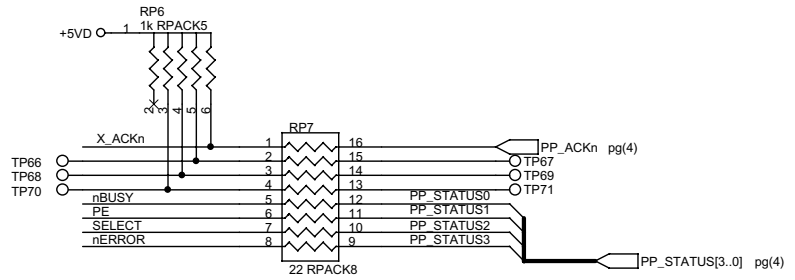 RP6
1k RPACK5
+5VD 1
2 3 4 5 6
RP7
X_ACKn 1 16 PP_ACKn pg(4)
TP66 2 15 TP67
TP68 3 14 TP69
TP70 4 13 TP71
nBUSY 5 12 PP_STATUS0
PE 6 11 PP_STATUS1
SELECT 7 10 PP_STATUS2
nERROR 8 9 PP_STATUS3
PP_STATUS[3..0] pg(4)
22 RPACK8